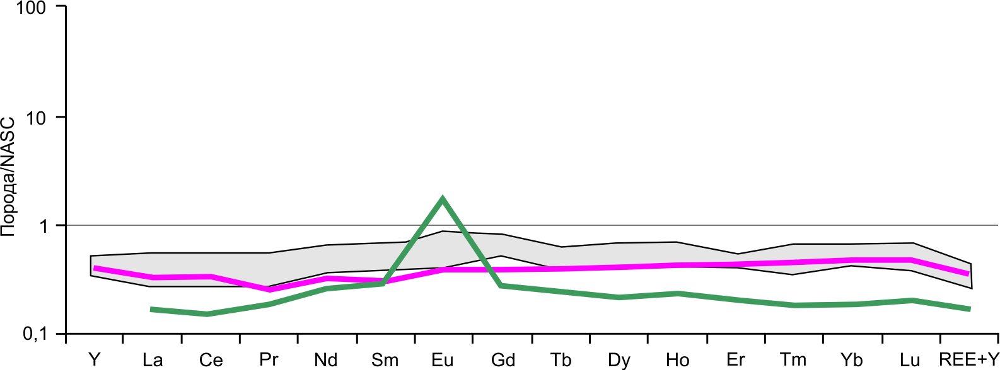 100
10
1
0,1
Порода/NASC
Y La Ce Pr Nd Sm Eu Gd Tb Dy Ho Er Tm Yb Lu REE+Y